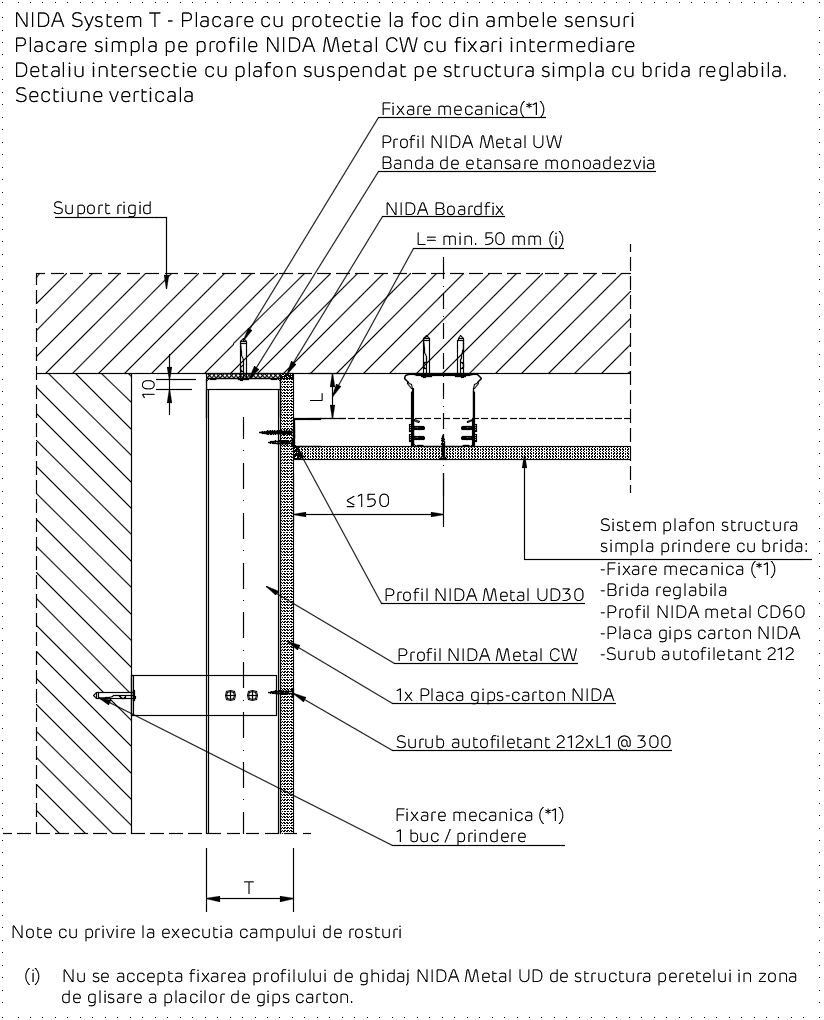 NIDA System T - Placare cu protectie la foc din ambele sensuri
Placare simpla pe profile NIDA Metal CW cu fixari intermediare
Detaliu intersectie cu plafon suspendat pe structura simpla cu brida reglabila.
Sectiune verticala
Fixare mecanica(*1)
Profil NIDA Metal UW
Banda de etansare monoadezvia
Suport rigid
NIDA Boardfix
L= min. 50 mm (i)
10
L
≤150
Sistem plafon structura
simpla prindere cu brida:
-Fixare mecanica (*1)
-Brida reglabila
-Profil NIDA metal CD60
-Placa gips carton NIDA
-Surub autofiletant 212
Profil NIDA Metal UD30
Profil NIDA Metal CW
1x Placa gips-carton NIDA
Surub autofiletant 212xL1 @ 300
Fixare mecanica (*1)
1 buc / prindere
T
Note cu privire la executia campului de rosturi
(i) Nu se accepta fixarea profilului de ghidaj NIDA Metal UD de structura peretelui in zona
de glisare a placilor de gips carton.